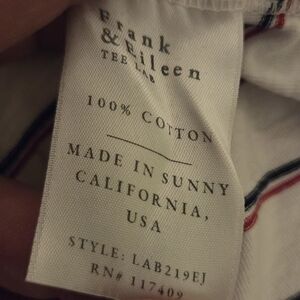 Frank
& Eileen
TEE LAB
100% COTTON
MADE IN SUNNY
CALIFORNIA,
USA
STYLE: LAB219EJ
RN# 117409